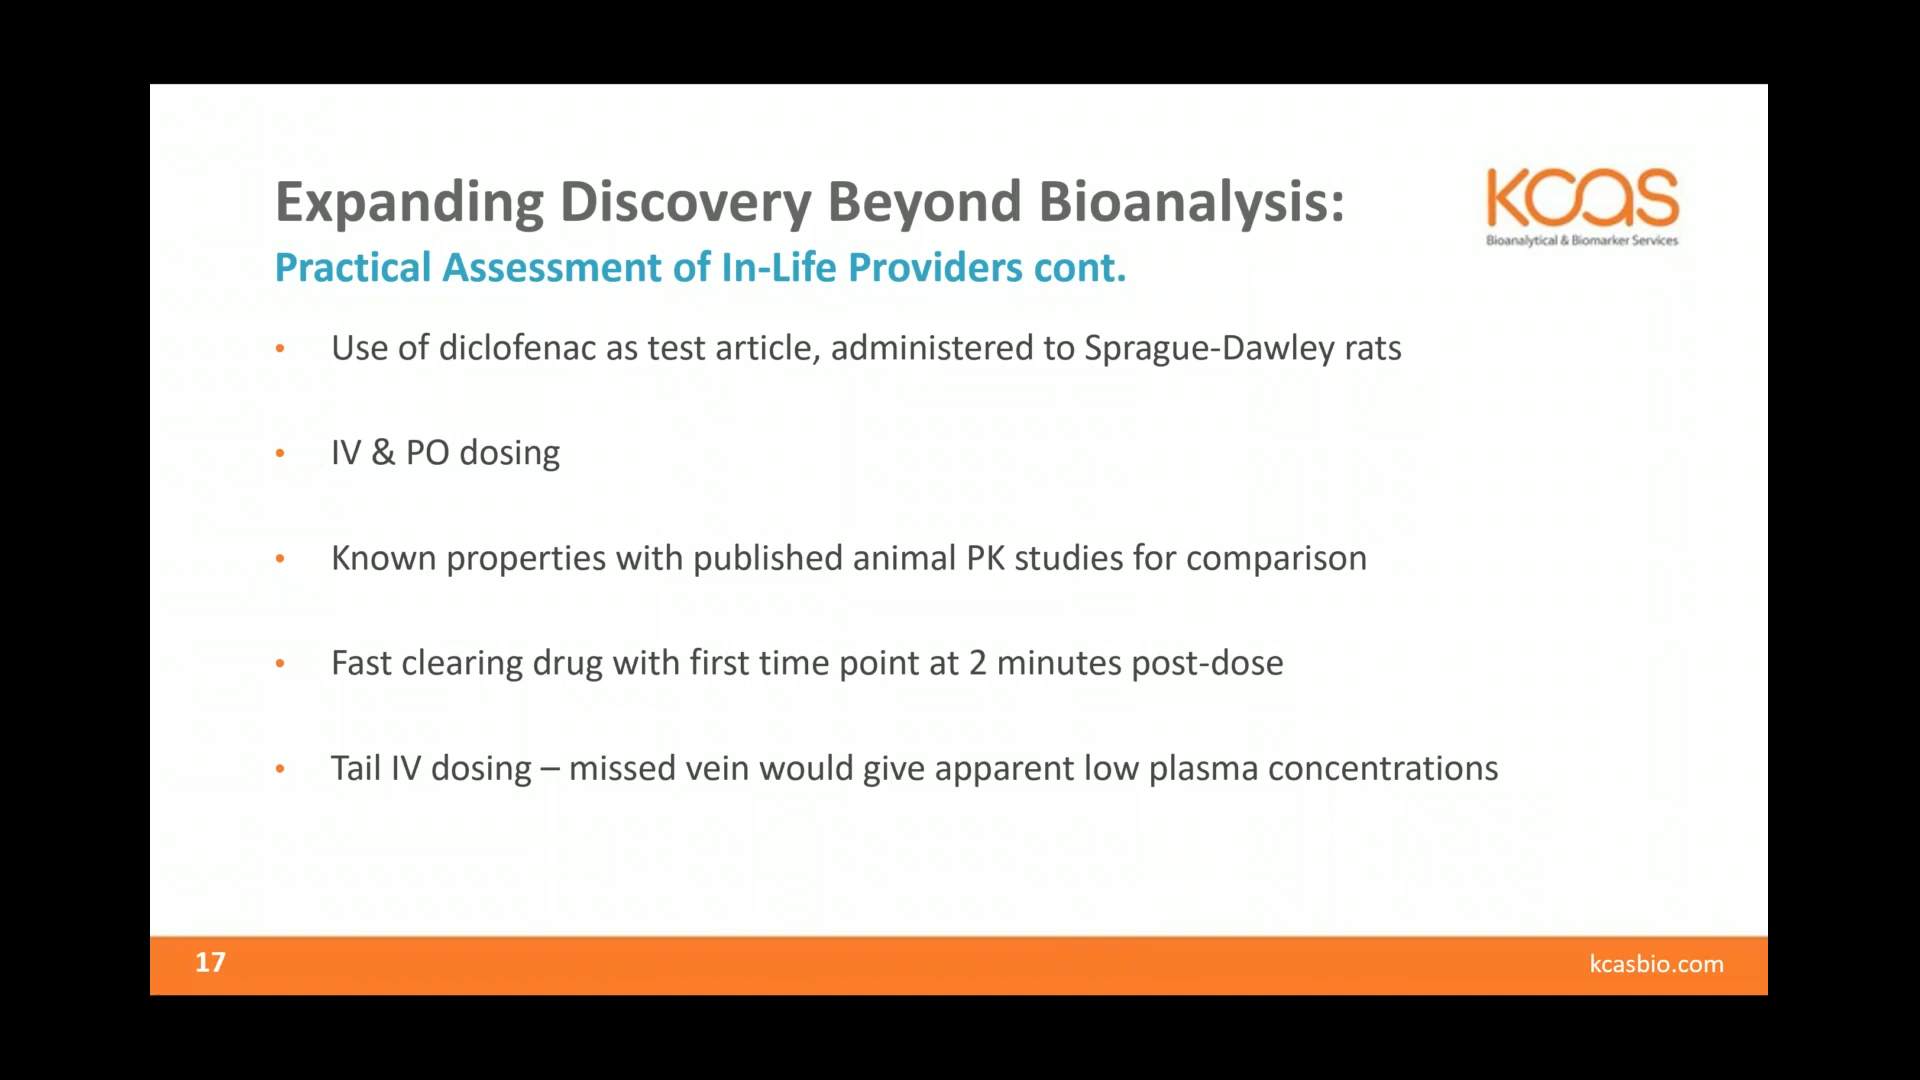 Expanding Discovery Beyond Bioanalysis:
KCAS
Bioanalytical & Biomarker Services
Practical Assessment of In-Life Providers cont.
• Use of diclofenac as test article, administered to Sprague-Dawley rats
• IV & PO dosing
• Known properties with published animal PK studies for comparison
• Fast clearing drug with first time point at 2 minutes post-dose
• Tail IV dosing – missed vein would give apparent low plasma concentrations
17
kcasbio.com